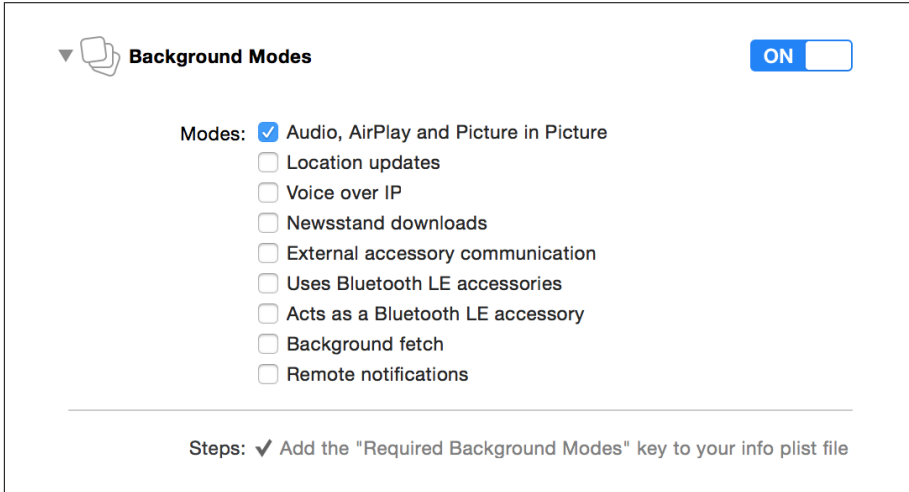 Background Modes
ON
Modes: Audio, AirPlay and Picture in Picture
Location updates
Voice over IP
Newsstand downloads
External accessory communication
Uses Bluetooth LE accessories
Acts as a Bluetooth LE accessory
Background fetch
Remote notifications
Steps: ✔ Add the "Required Background Modes" key to your info plist file